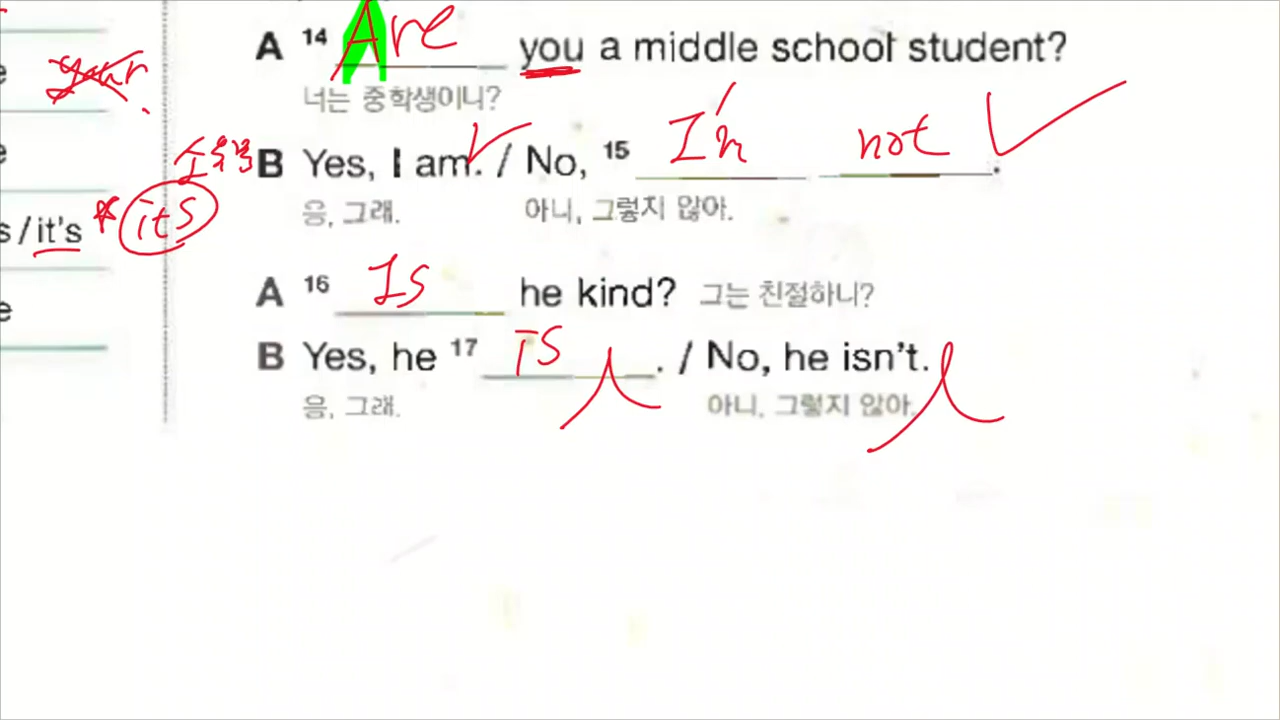 A 14 Are you a middle school student?
너는 중학생이니?
your
B Yes, I am. / No, 15 I'm not.
응, 그래. 아니, 그렇지 않아.
s / it's * its
A 16 Is he kind? 그는 친절하니?
e
B Yes, he 17 is. / No, he isn't.
응, 그래. 아니, 그렇지 않아.